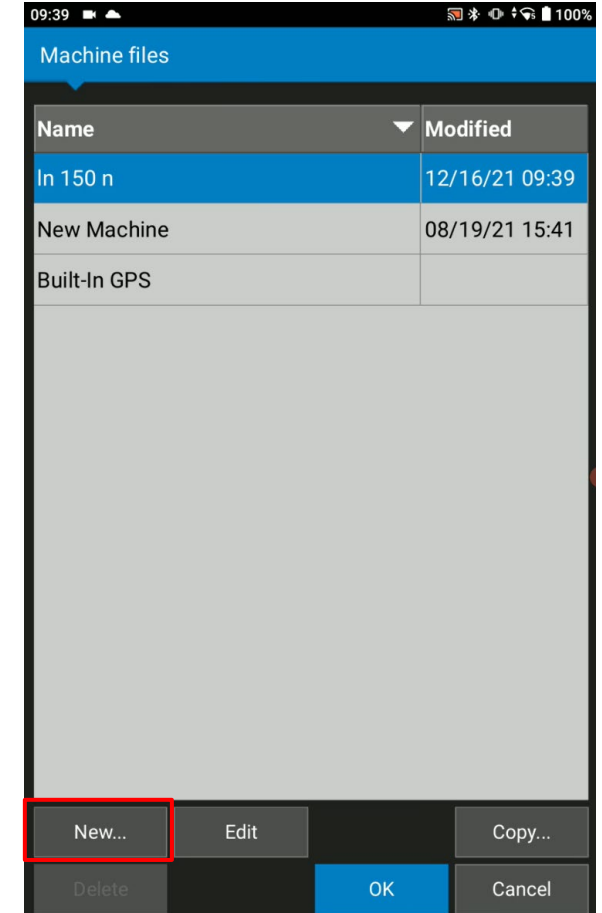 09:39 100%
Machine files
Name Modified
In 150 n 12/16/21 09:39
New Machine 08/19/21 15:41
Built-In GPS
New... Edit Copy...
Delete OK Cancel